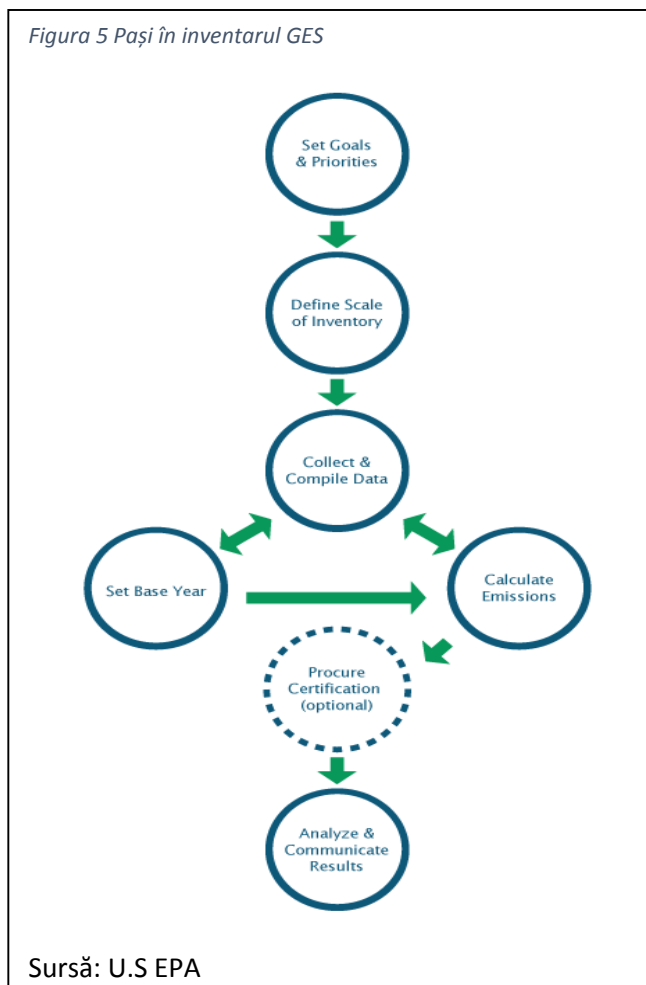 Figura 5 Pași în inventarul GES
Set Goals
& Priorities
Define Scale
of Inventory
Collect &
Compile Data
Set Base Year
Calculate
Emissions
Procure
Certification
(optional)
Analyze &
Communicate
Results
Sursă: U.S EPA